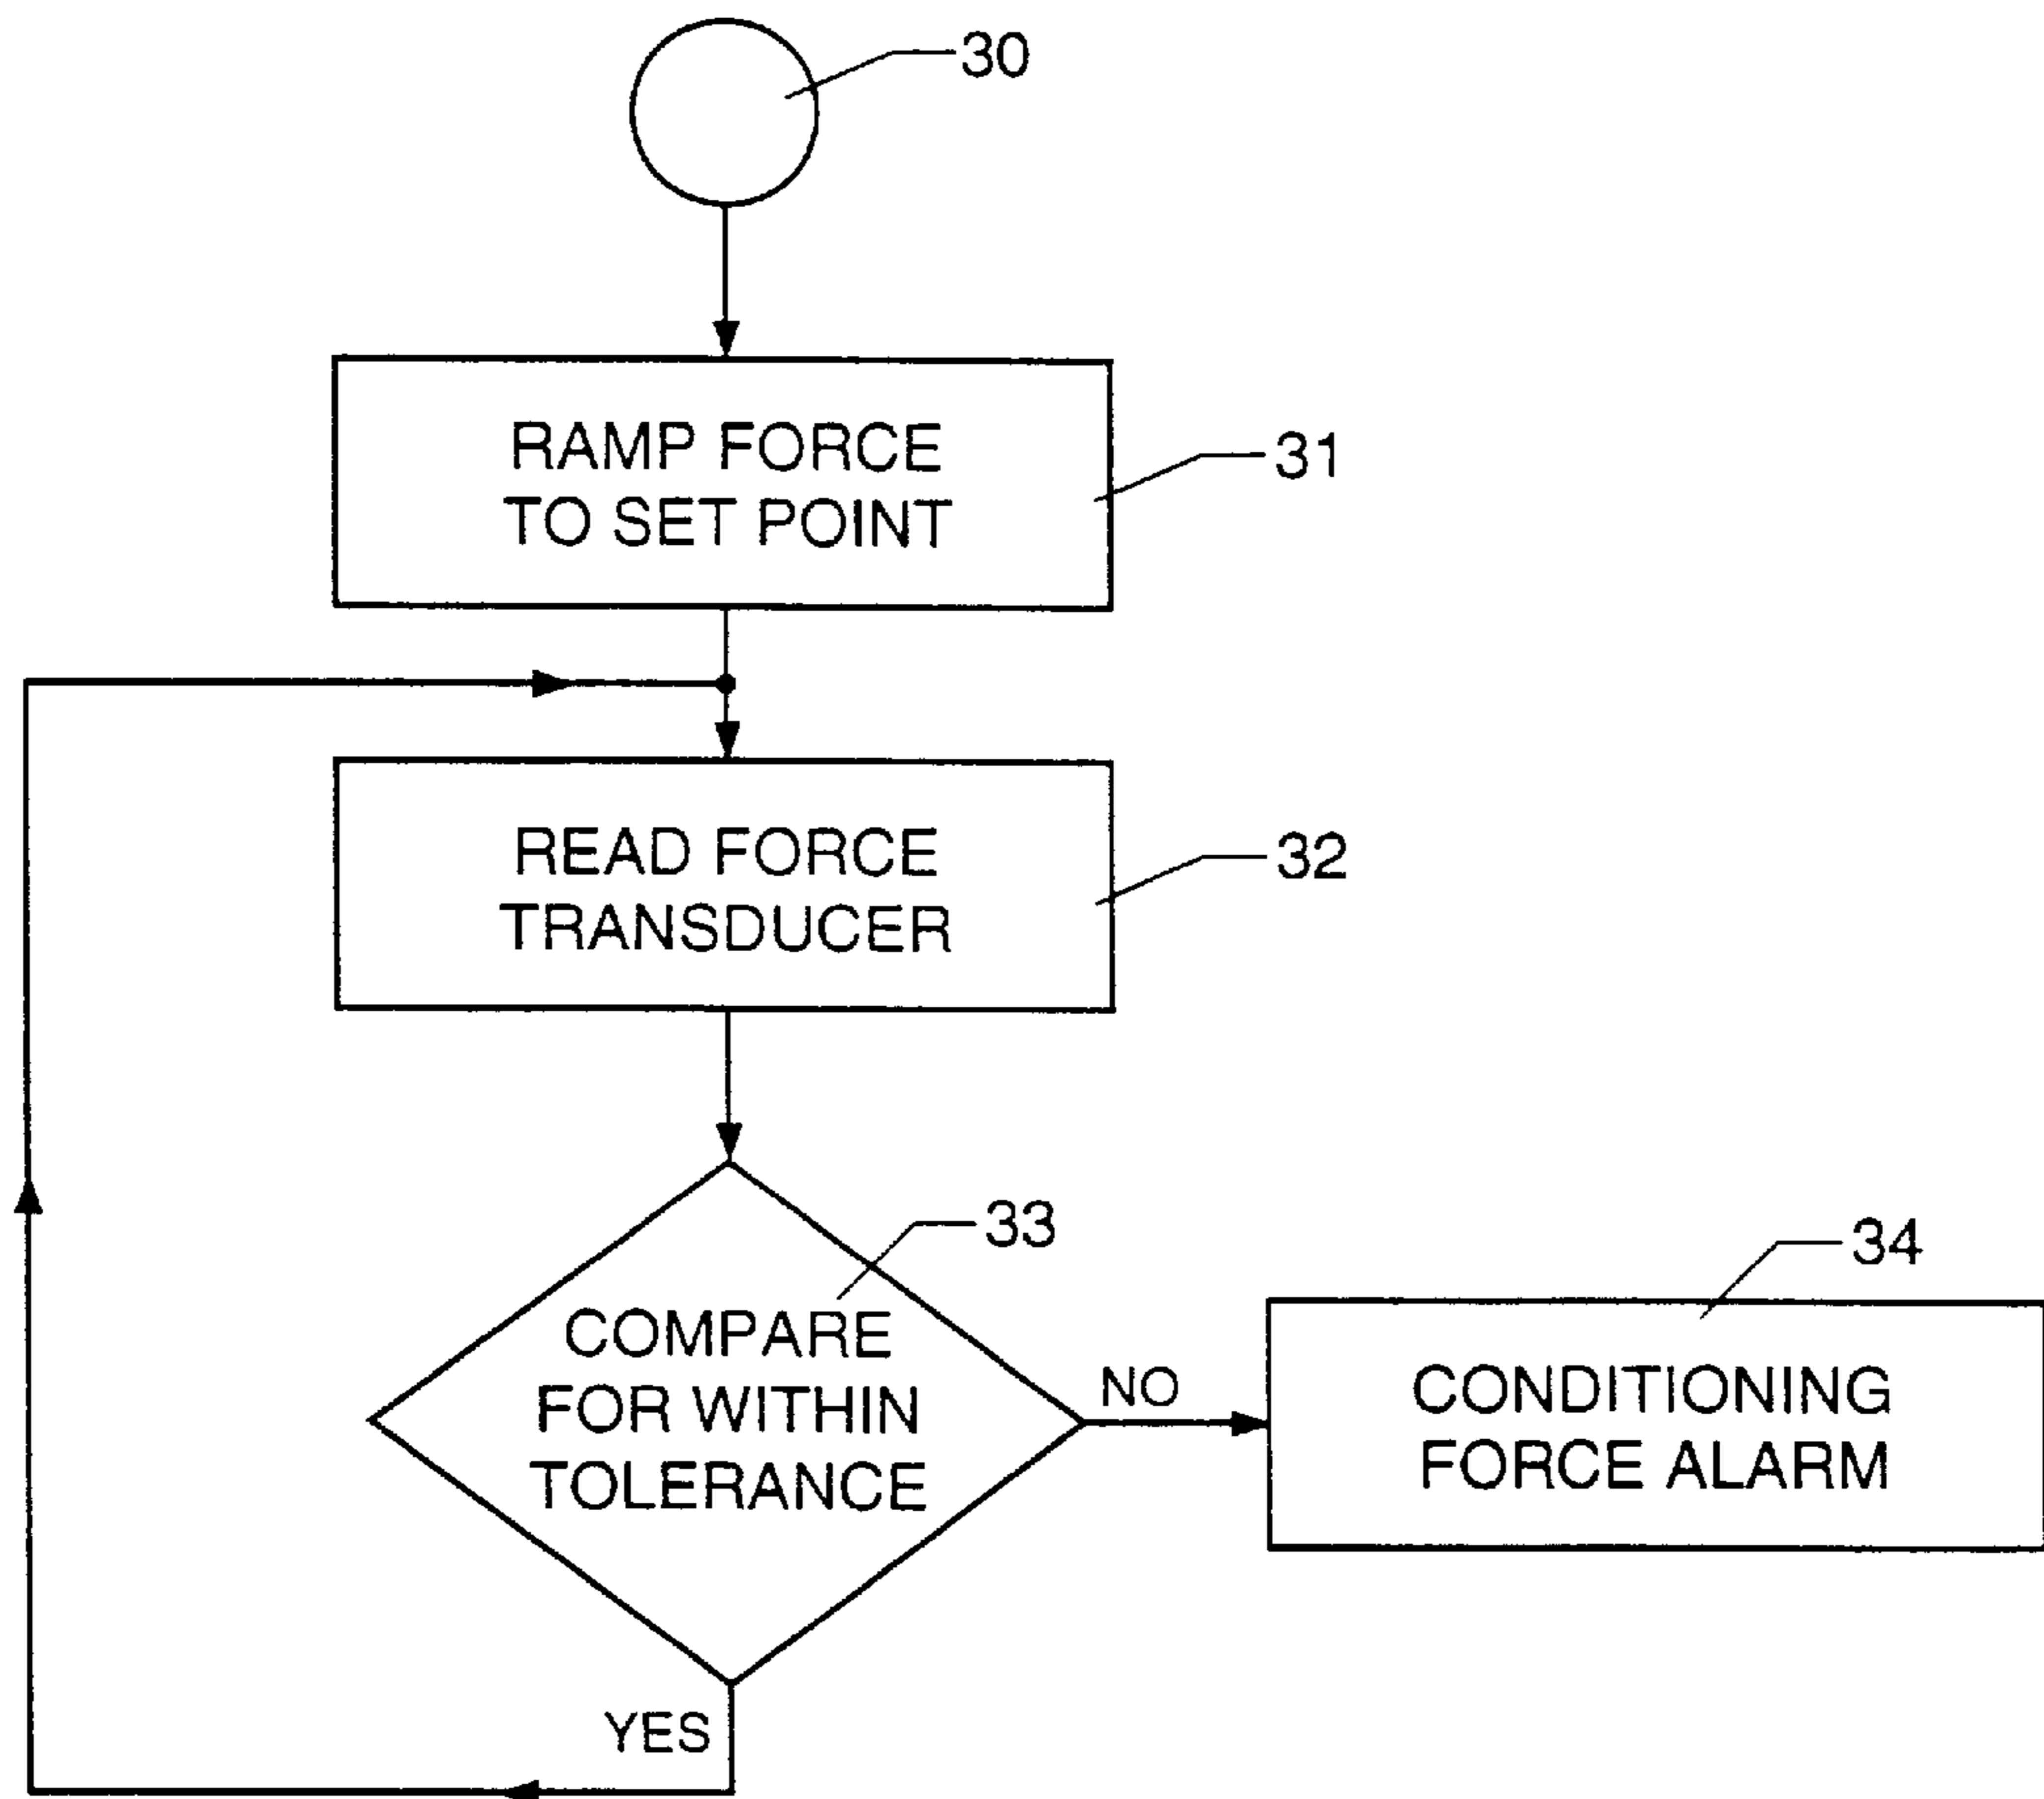 30
RAMP FORCE
TO SET POINT
31
READ FORCE
TRANSDUCER
32
33
COMPARE
FOR WITHIN
TOLERANCE
NO
34
CONDITIONING
FORCE ALARM
YES